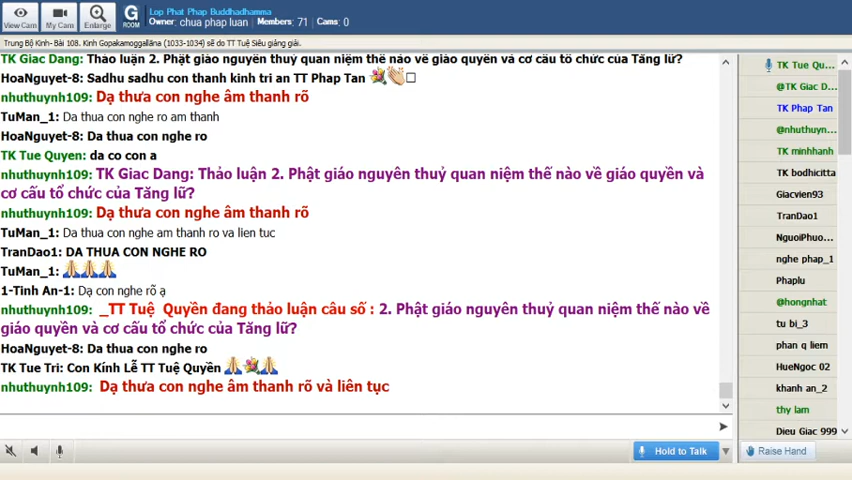 View Cam
My Cam
Enlarge
G
ROOM
Lop Phat Phap Buddhadhamma
Owner: chua phap luan Members: 71 Cams: 0
Trung Bộ Kinh- Bài 108. Kinh Gopakamoggallāna (1033-1034) sẽ do TT Tuệ Siêu giảng giải.
TK Giac Dang: Thảo luận 2. Phật giáo nguyên thuỷ quan niệm thế nào về giáo quyền và cơ cấu tổ chức của Tăng lữ?
HoaNguyet-8: Sadhu sadhu con thanh kinh tri an TT Phap Tan
nhuthuynh109: Dạ thưa con nghe âm thanh rõ
TuMan_1: Da thua con nghe ro am thanh
HoaNguyet-8: Da thua con nghe ro
TK Tue Quyen: da co con a
nhuthuynh109: TK Giac Dang: Thảo luận 2. Phật giáo nguyên thuỷ quan niệm thế nào về giáo quyền và
cơ cấu tổ chức của Tăng lữ?
nhuthuynh109: Dạ thưa con nghe âm thanh rõ
TuMan_1: Da thua con nghe ro va lien tuc
TranDao1: DA THUA CON NGHE RO
TuMan_1:
1-Tinh An-1: Dạ con nghe rõ ạ
nhuthuynh109: _TT Tuệ Quyền đang thảo luận câu số : 2. Phật giáo nguyên thuỷ quan niệm thế nào về
giáo quyền và cơ cấu tổ chức của Tăng lữ?
HoaNguyet-8: Da thua con nghe ro
TK Tue Tri: Con Kính Lễ TT Tuệ Quyền
nhuthuynh109: Dạ thưa con nghe âm thanh rõ và liên tục
TK Tue Qu...
@TK Giac D...
TK Phap Tan
@nhuthuyn...
TK minhhanh
TK bodhicitta
Giacvien93
TranDao1
NguoiPhuo...
nghe phap_1
Phaplu
@hongnhat
tu bi_3
phan q liem
HueNgoc 02
khanh an_2
thy lam
Dieu Giac 999
Hold to Talk
Raise Hand